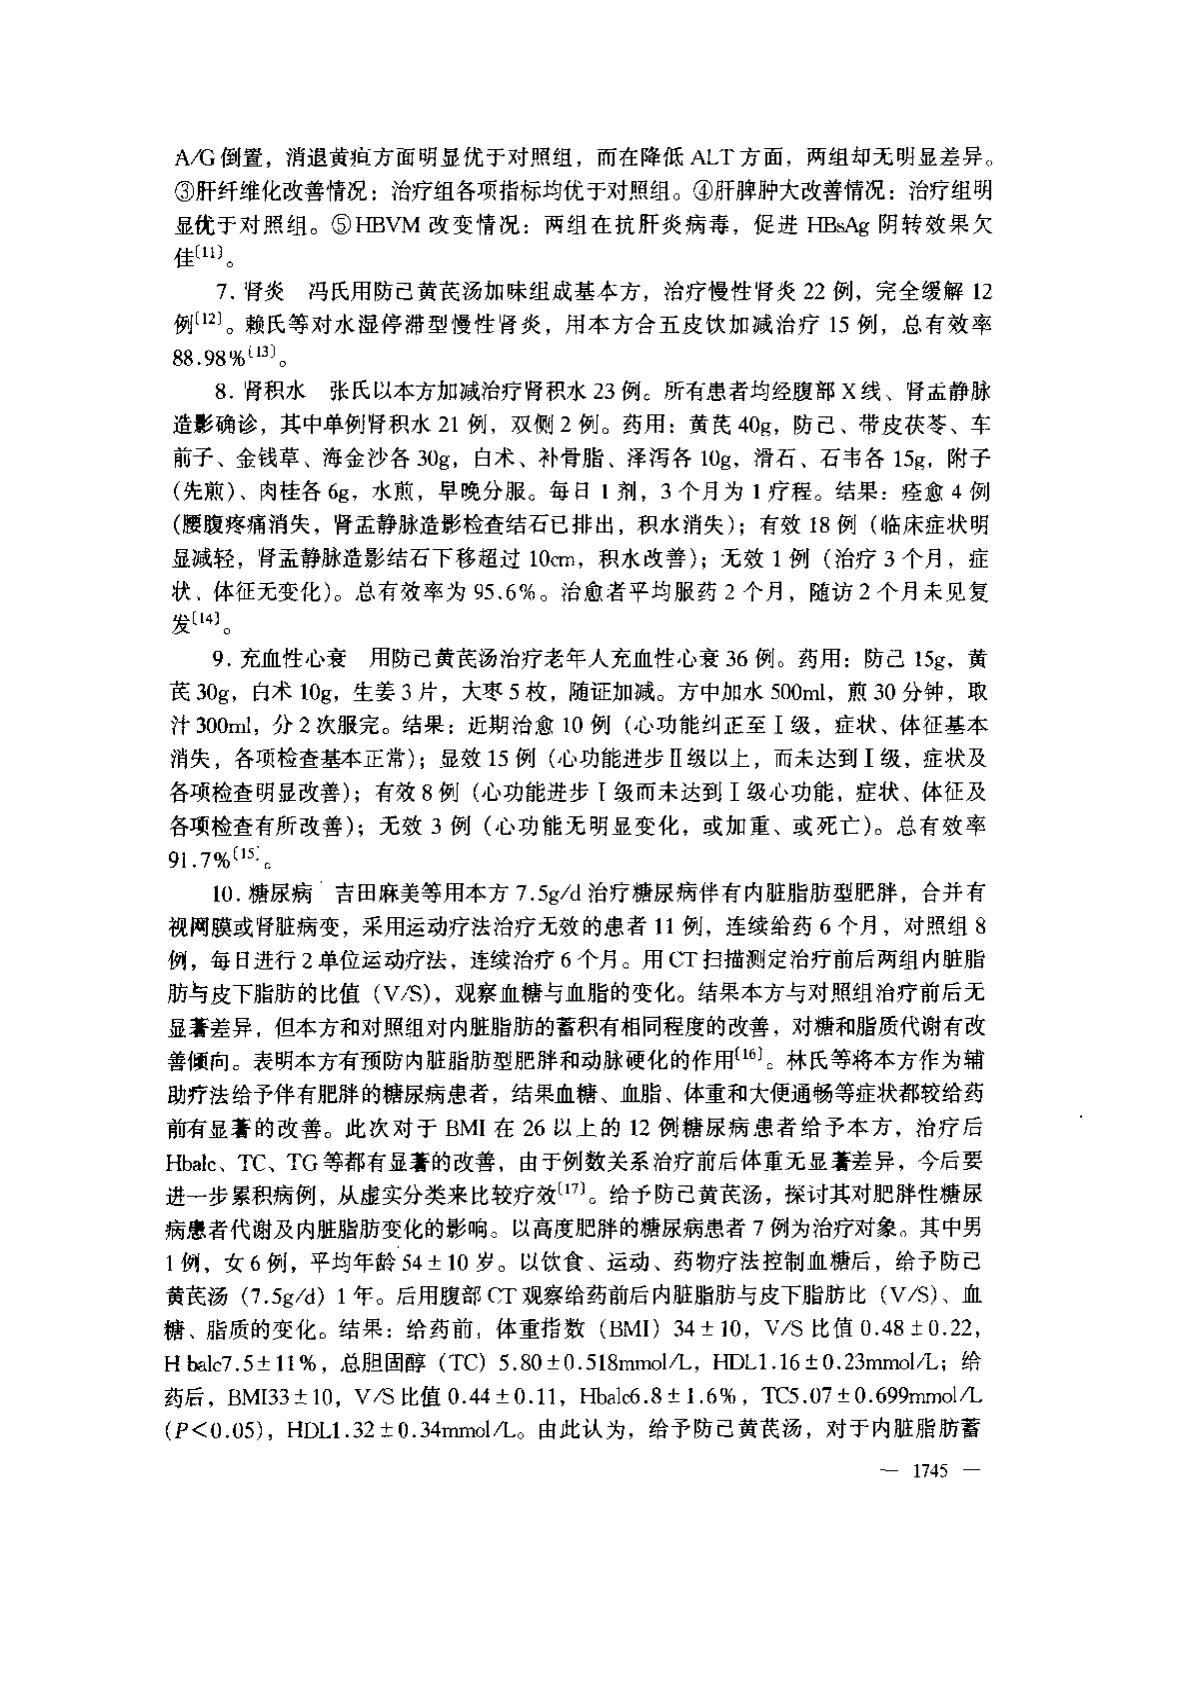 A/G 倒置，消退黄疸方面明显优于对照组，而在降低 ALT 方面，两组却无明显差异。
③肝纤维化改善情况：治疗组各项指标均优于对照组。④肝脾肿大改善情况：治疗组明
显优于对照组。⑤HBVM 改变情况：两组在抗肝炎病毒，促进 HBsAg 阴转效果欠
佳〔11〕。
7. 肾炎　冯氏用防己黄芪汤加味组成基本方，治疗慢性肾炎 22 例，完全缓解 12
例〔12〕。赖氏等对水湿停滞型慢性肾炎，用本方合五皮饮加减治疗 15 例，总有效率
88.98%〔13〕。
8. 肾积水　张氏以本方加减治疗肾积水 23 例。所有患者均经腹部 X 线、肾盂静脉
造影确诊，其中单例肾积水 21 例，双侧 2 例。药用：黄芪 40g，防己、带皮茯苓、车
前子、金钱草、海金沙各 30g，白术、补骨脂、泽泻各 10g，滑石、石韦各 15g，附子
(先煎)、肉桂各 6g，水煎，早晚分服。每日 1 剂，3 个月为 1 疗程。结果：痊愈 4 例
(腰腹疼痛消失，肾盂静脉造影检查结石已排出，积水消失)；有效 18 例（临床症状明
显减轻，肾盂静脉造影结石下移超过 10cm，积水改善)；无效 1 例（治疗 3 个月，症
状、体征无变化)。总有效率为 95.6%。治愈者平均服药 2 个月，随访 2 个月未见复
发〔14〕。
9. 充血性心衰　用防己黄芪汤治疗老年人充血性心衰 36 例。药用：防己 15g，黄
芪 30g，白术 10g，生姜 3 片，大枣 5 枚，随证加减。方中加水 500ml，煎 30 分钟，取
汁 300ml，分 2 次服完。结果：近期治愈 10 例（心功能纠正至Ⅰ级，症状、体征基本
消失，各项检查基本正常)；显效 15 例（心功能进步Ⅱ级以上，而未达到Ⅰ级，症状及
各项检查明显改善)；有效 8 例（心功能进步Ⅰ级而未达到Ⅰ级心功能，症状、体征及
各项检查有所改善)；无效 3 例（心功能无明显变化，或加重、或死亡)。总有效率
91.7%〔15〕。
10. 糖尿病　吉田麻美等用本方 7.5g/d 治疗糖尿病伴有内脏脂肪型肥胖，合并有
视网膜或肾脏病变，采用运动疗法治疗无效的患者 11 例，连续给药 6 个月，对照组 8
例，每日进行 2 单位运动疗法，连续治疗 6 个月。用 CT 扫描测定治疗前后两组内脏脂
肪与皮下脂肪的比值（V/S)，观察血糖与血脂的变化。结果本方与对照组治疗前后无
显著差异，但本方和对照组对内脏脂肪的蓄积有相同程度的改善，对糖和脂质代谢有改
善倾向。表明本方有预防内脏脂肪型肥胖和动脉硬化的作用〔16〕。林氏等将本方作为辅
助疗法给予伴有肥胖的糖尿病患者，结果血糖、血脂、体重和大便通畅等症状都较给药
前有显著的改善。此次对于 BMI 在 26 以上的 12 例糖尿病患者给予本方，治疗后
Hbalc、TC、TG 等都有显著的改善，由于例数关系治疗前后体重无显著差异，今后要
进一步累积病例，从虚实分类来比较疗效〔17〕。给予防己黄芪汤，探讨其对肥胖性糖尿
病患者代谢及内脏脂肪变化的影响。以高度肥胖的糖尿病患者 7 例为治疗对象。其中男
1 例，女 6 例，平均年龄 54±10 岁。以饮食、运动、药物疗法控制血糖后，给予防己
黄芪汤（7.5g/d）1 年。后用腹部 CT 观察给药前后内脏脂肪与皮下脂肪比（V/S）、血
糖、脂质的变化。结果：给药前，体重指数（BMI）34±10，V/S 比值 0.48±0.22，
H balc7.5±11%，总胆固醇（TC）5.80±0.518mmol/L，HDL1.16±0.23mmol/L；给
药后，BMI33±10，V/S 比值 0.44±0.11，Hbalc6.8±1.6%，TC5.07±0.699mmol/L
(P<0.05)，HDL1.32±0.34mmol/L。由此认为，给予防己黄芪汤，对于内脏脂肪蓄
— 1745 —